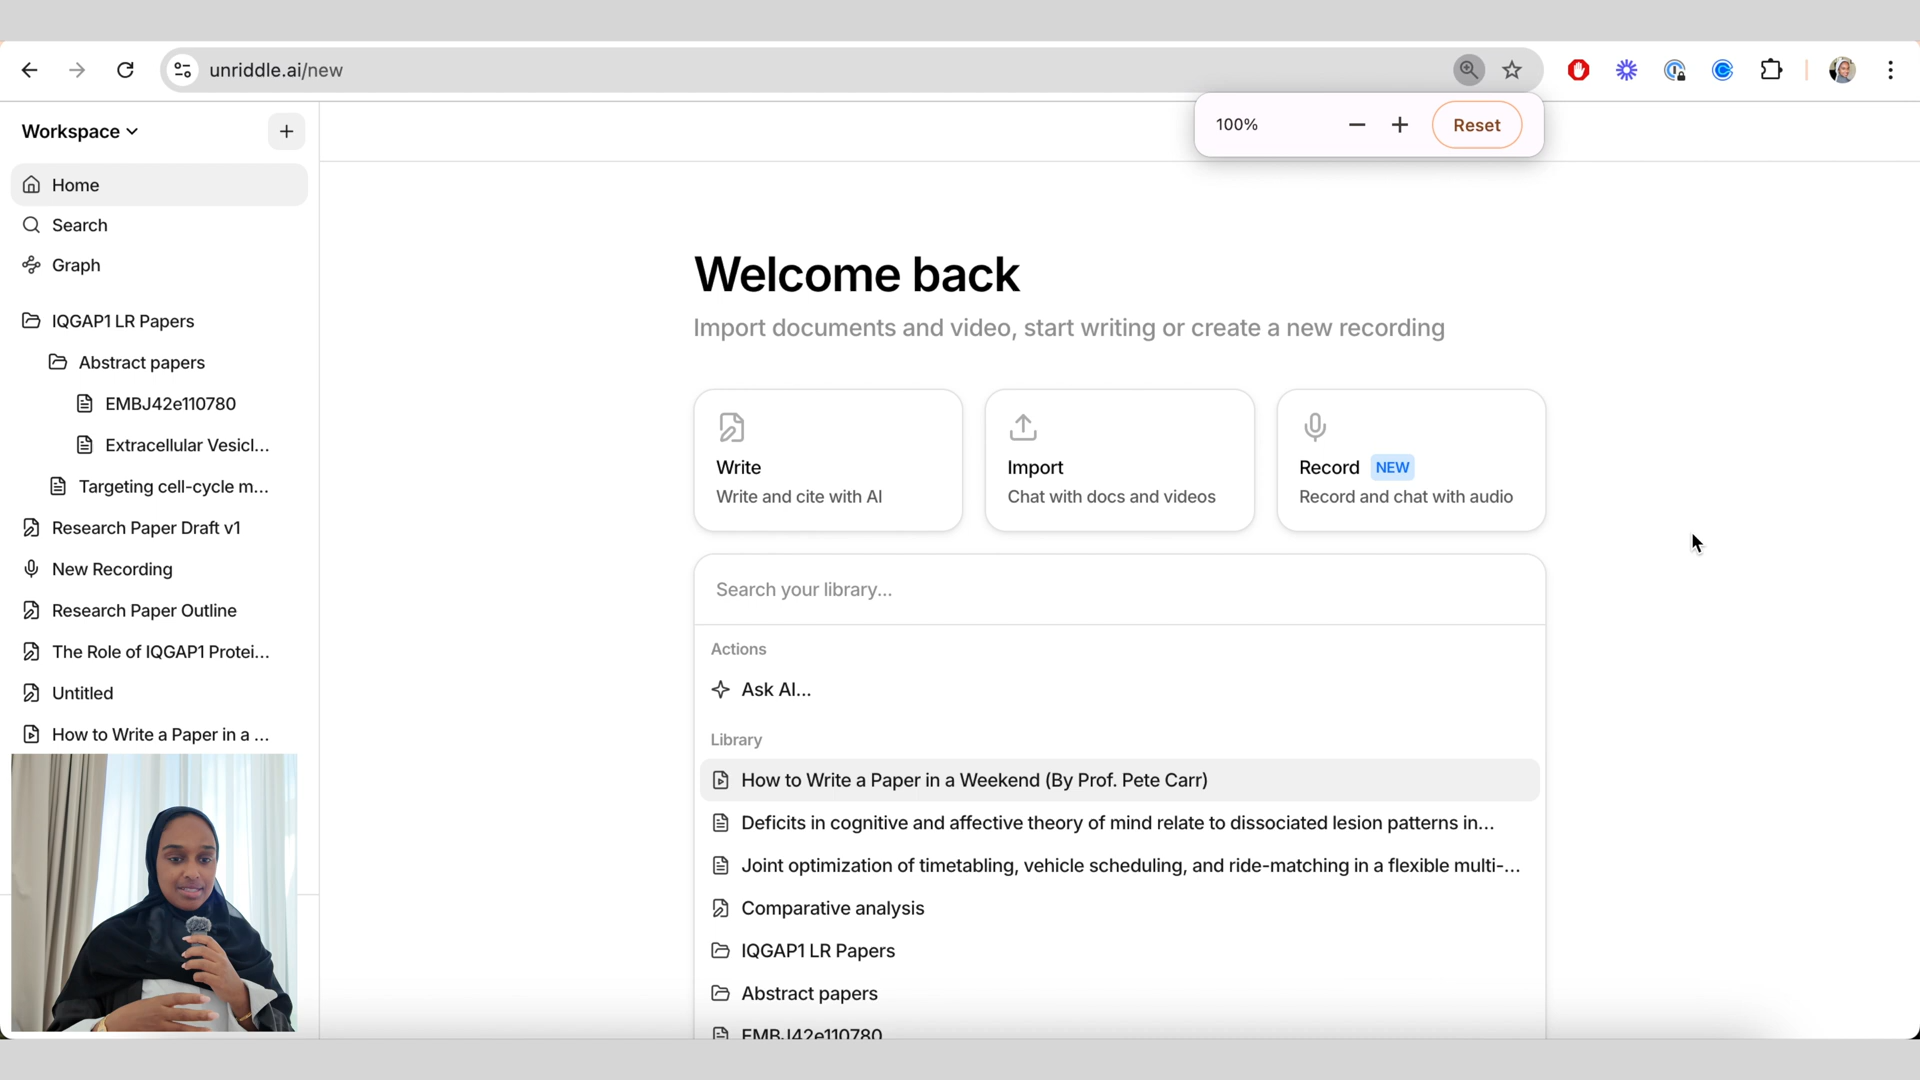 unriddle.ai/new
100%
Reset
Workspace
Home
Search
Graph
IQGAP1 LR Papers
Abstract papers
EMBJ42e110780
Extracellular Vesicl...
Targeting cell-cycle m...
Research Paper Draft v1
New Recording
Research Paper Outline
The Role of IQGAP1 Protei...
Untitled
How to Write a Paper in a ...
Welcome back
Import documents and video, start writing or create a new recording
Write
Write and cite with AI
Import
Chat with docs and videos
Record NEW
Record and chat with audio
Search your library...
Actions
Ask AI...
Library
How to Write a Paper in a Weekend (By Prof. Pete Carr)
Deficits in cognitive and affective theory of mind relate to dissociated lesion patterns in...
Joint optimization of timetabling, vehicle scheduling, and ride-matching in a flexible multi-...
Comparative analysis
IQGAP1 LR Papers
Abstract papers
EMBJ42e110780